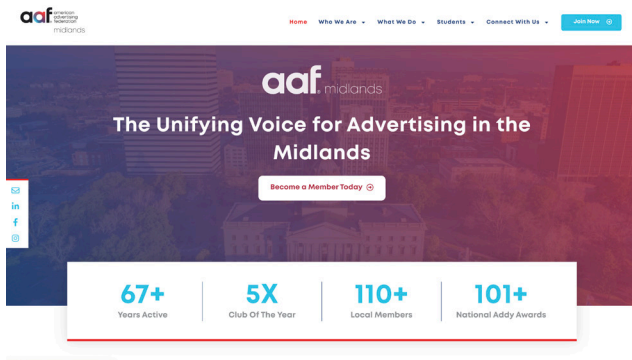 aaf. american
advertising
federation
midlands
Home Who We Are What We Do Students Connect With Us Join Now
aaf. midlands
The Unifying Voice for Advertising in the
Midlands
Become a Member Today
in
f
67+ 5X 110+ 101+
Years Active Club Of The Year Local Members National Addy Awards